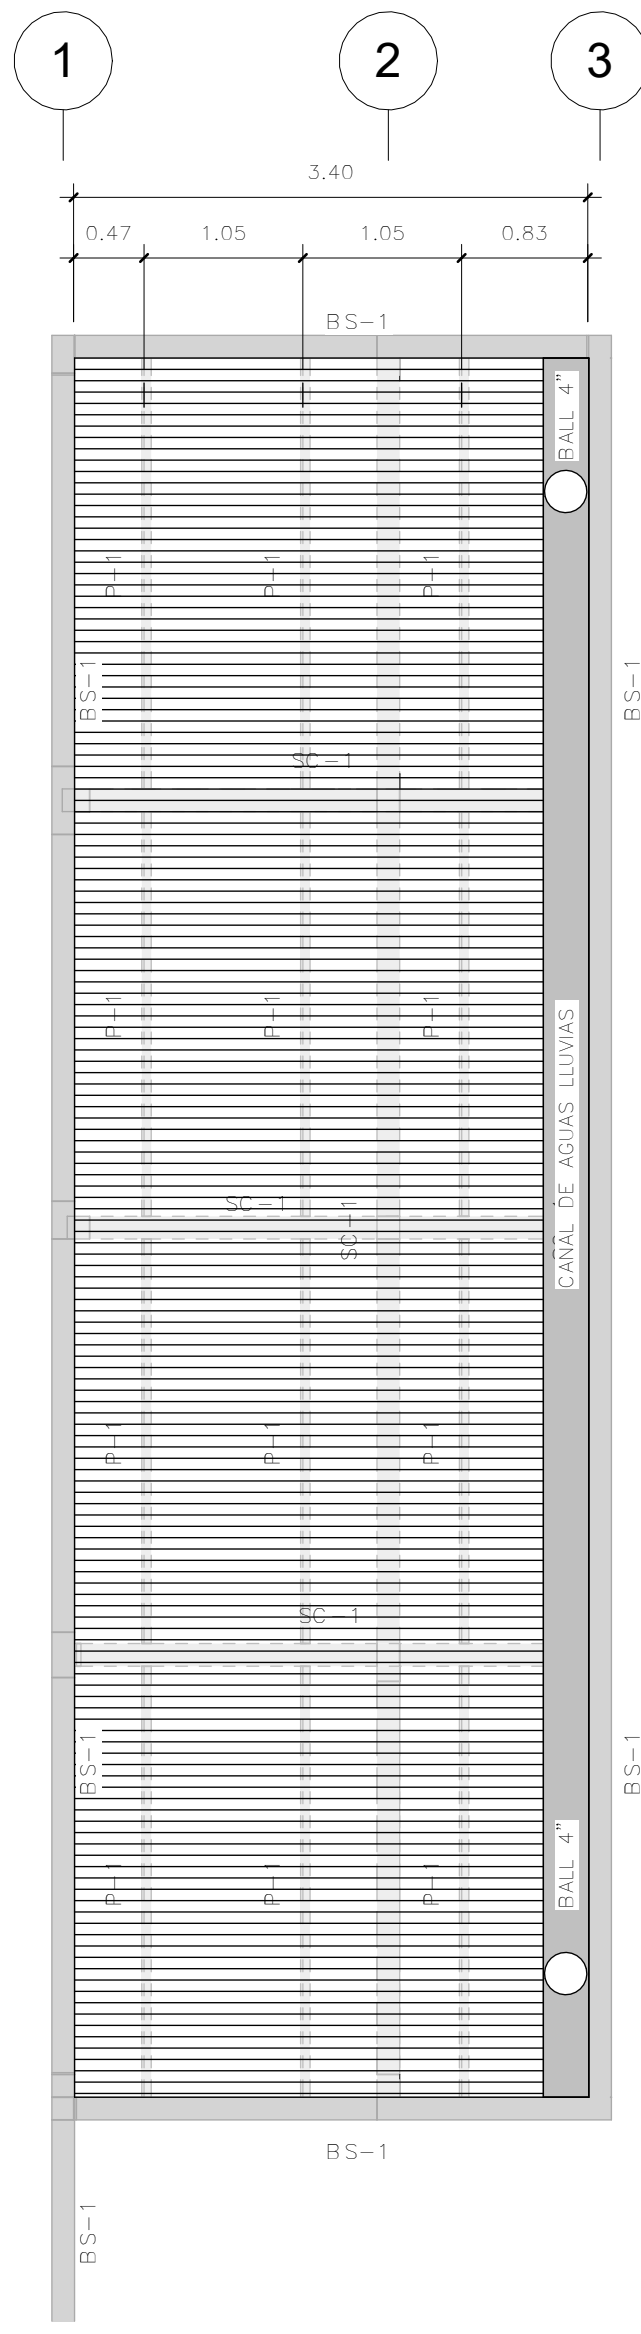 1 2 3
3.40
0.47 1.05 1.05 0.83
BS-1
BALL 4"
P-1 P-1 P-1
BS-1 BS-1
SC-1
P-1 P-1 P-1
CANAL DE AGUAS LLUVIAS
SC-1
SC-1
P-1 P-1 P-1
SC-1
BS-1 BS-1
BALL 4"
P-1 P-1 P-1
BS-1
BS-1